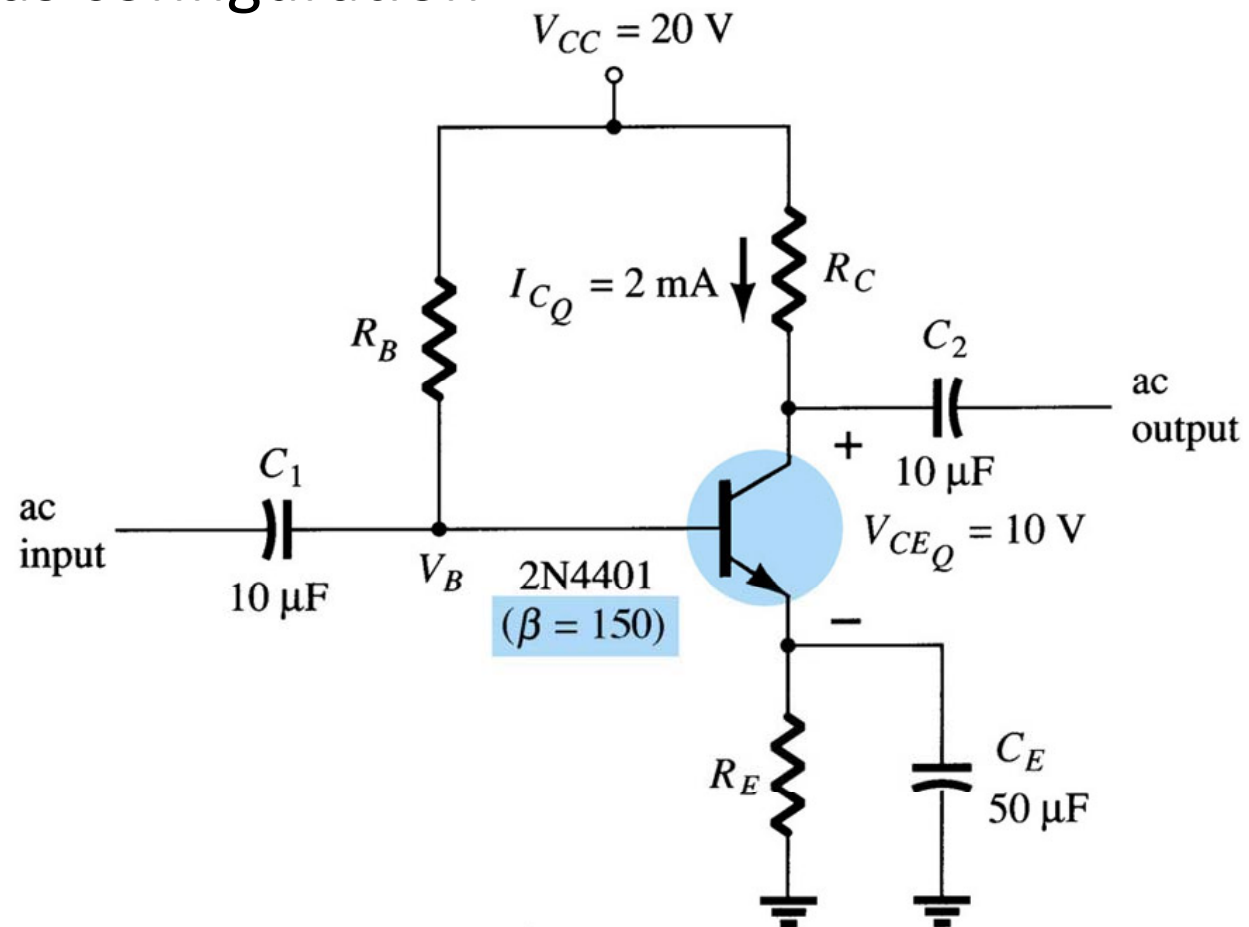 V_CC = 20 V
I_CQ = 2 mA
R_C
R_B
C_2
ac
output
10 μF
C_1
ac
input
10 μF
V_B
2N4401
(β = 150)
+
V_CEQ = 10 V
−
R_E
C_E
50 μF